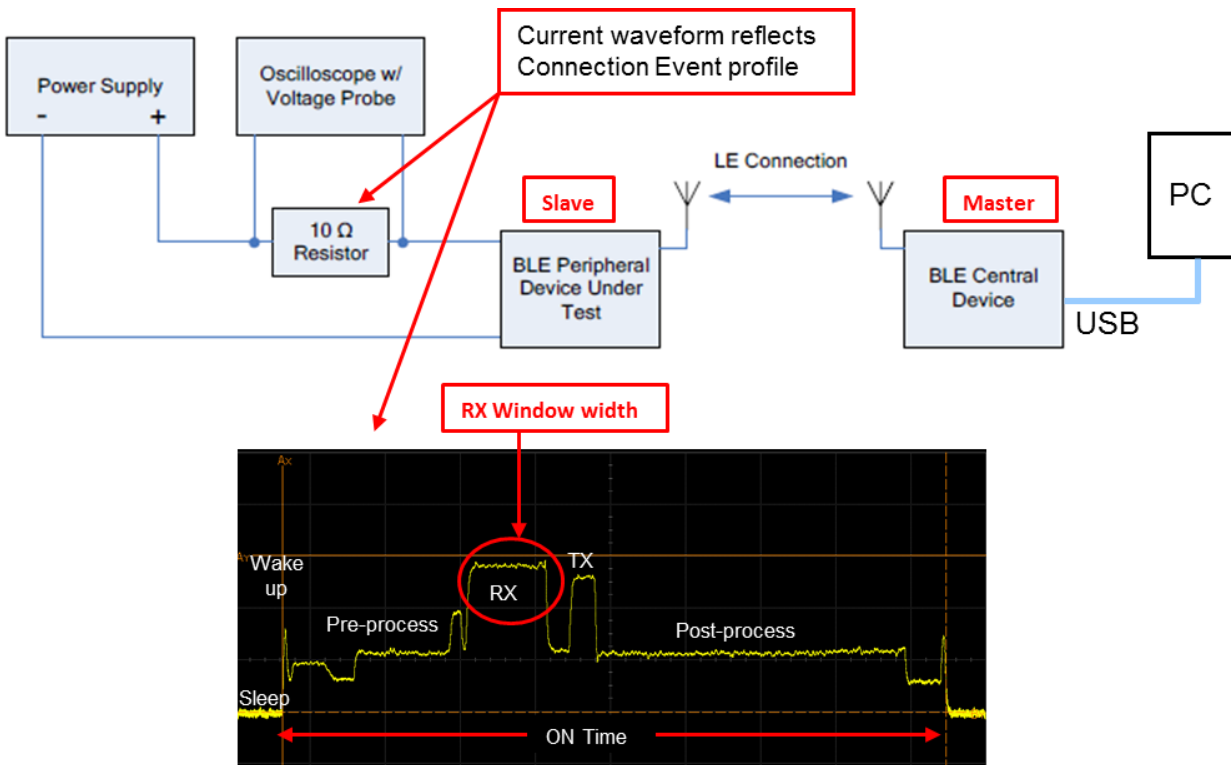 Current waveform reflects
Connection Event profile
Power Supply
-
+
Oscilloscope w/
Voltage Probe
10 Ω
Resistor
Slave
BLE Peripheral
Device Under
Test
LE Connection
Master
BLE Central
Device
PC
USB
RX Window width
Ax
Ay
Wake
up
Pre-process
RX
TX
Post-process
Sleep
ON Time